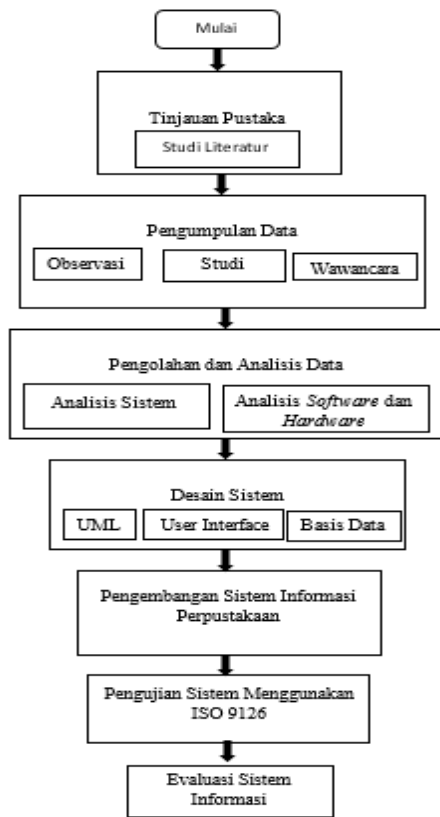 Mulai
Tinjauan Pustaka
Studi Literatur
Pengumpulan Data
Observasi
Studi
Wawancara
Pengolahan dan Analisis Data
Analisis Sistem
Analisis Software dan
Hardware
Desain Sistem
UML
User Interface
Basis Data
Pengembangan Sistem Informasi
Perpustakaan
Pengujian Sistem Menggunakan
ISO 9126
Evaluasi Sistem
Informasi